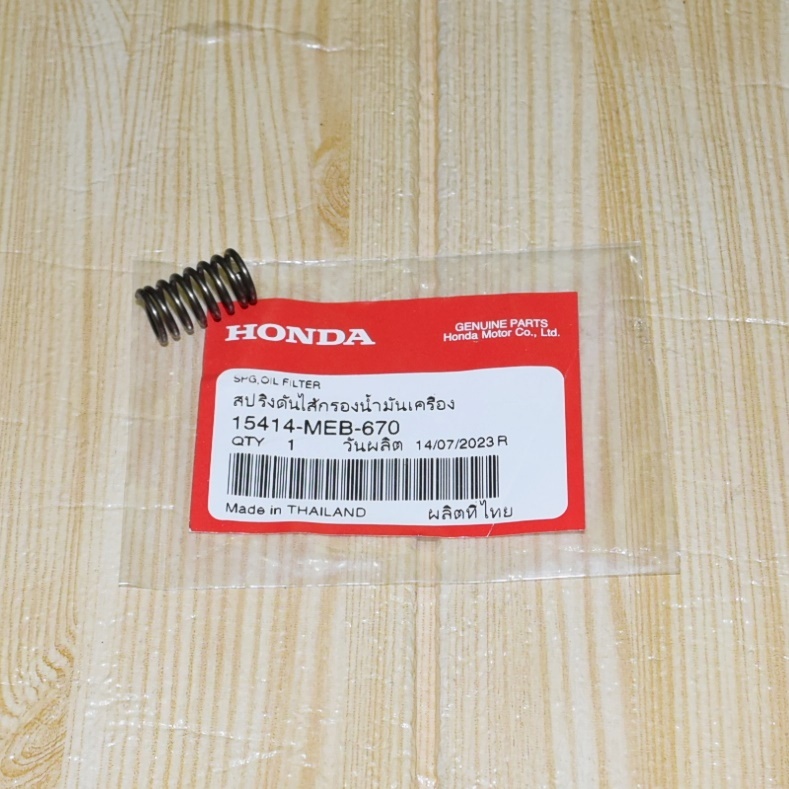 HONDA
GENUINE PARTS
Honda Motor Co., Ltd.
SPG,OIL FILTER
สปริงดันไส้กรองน้ำมันเครื่อง
15414-MEB-670
QTY 1 วันผลิต 14/07/2023 R
Made in THAILAND ผลิตที่ไทย